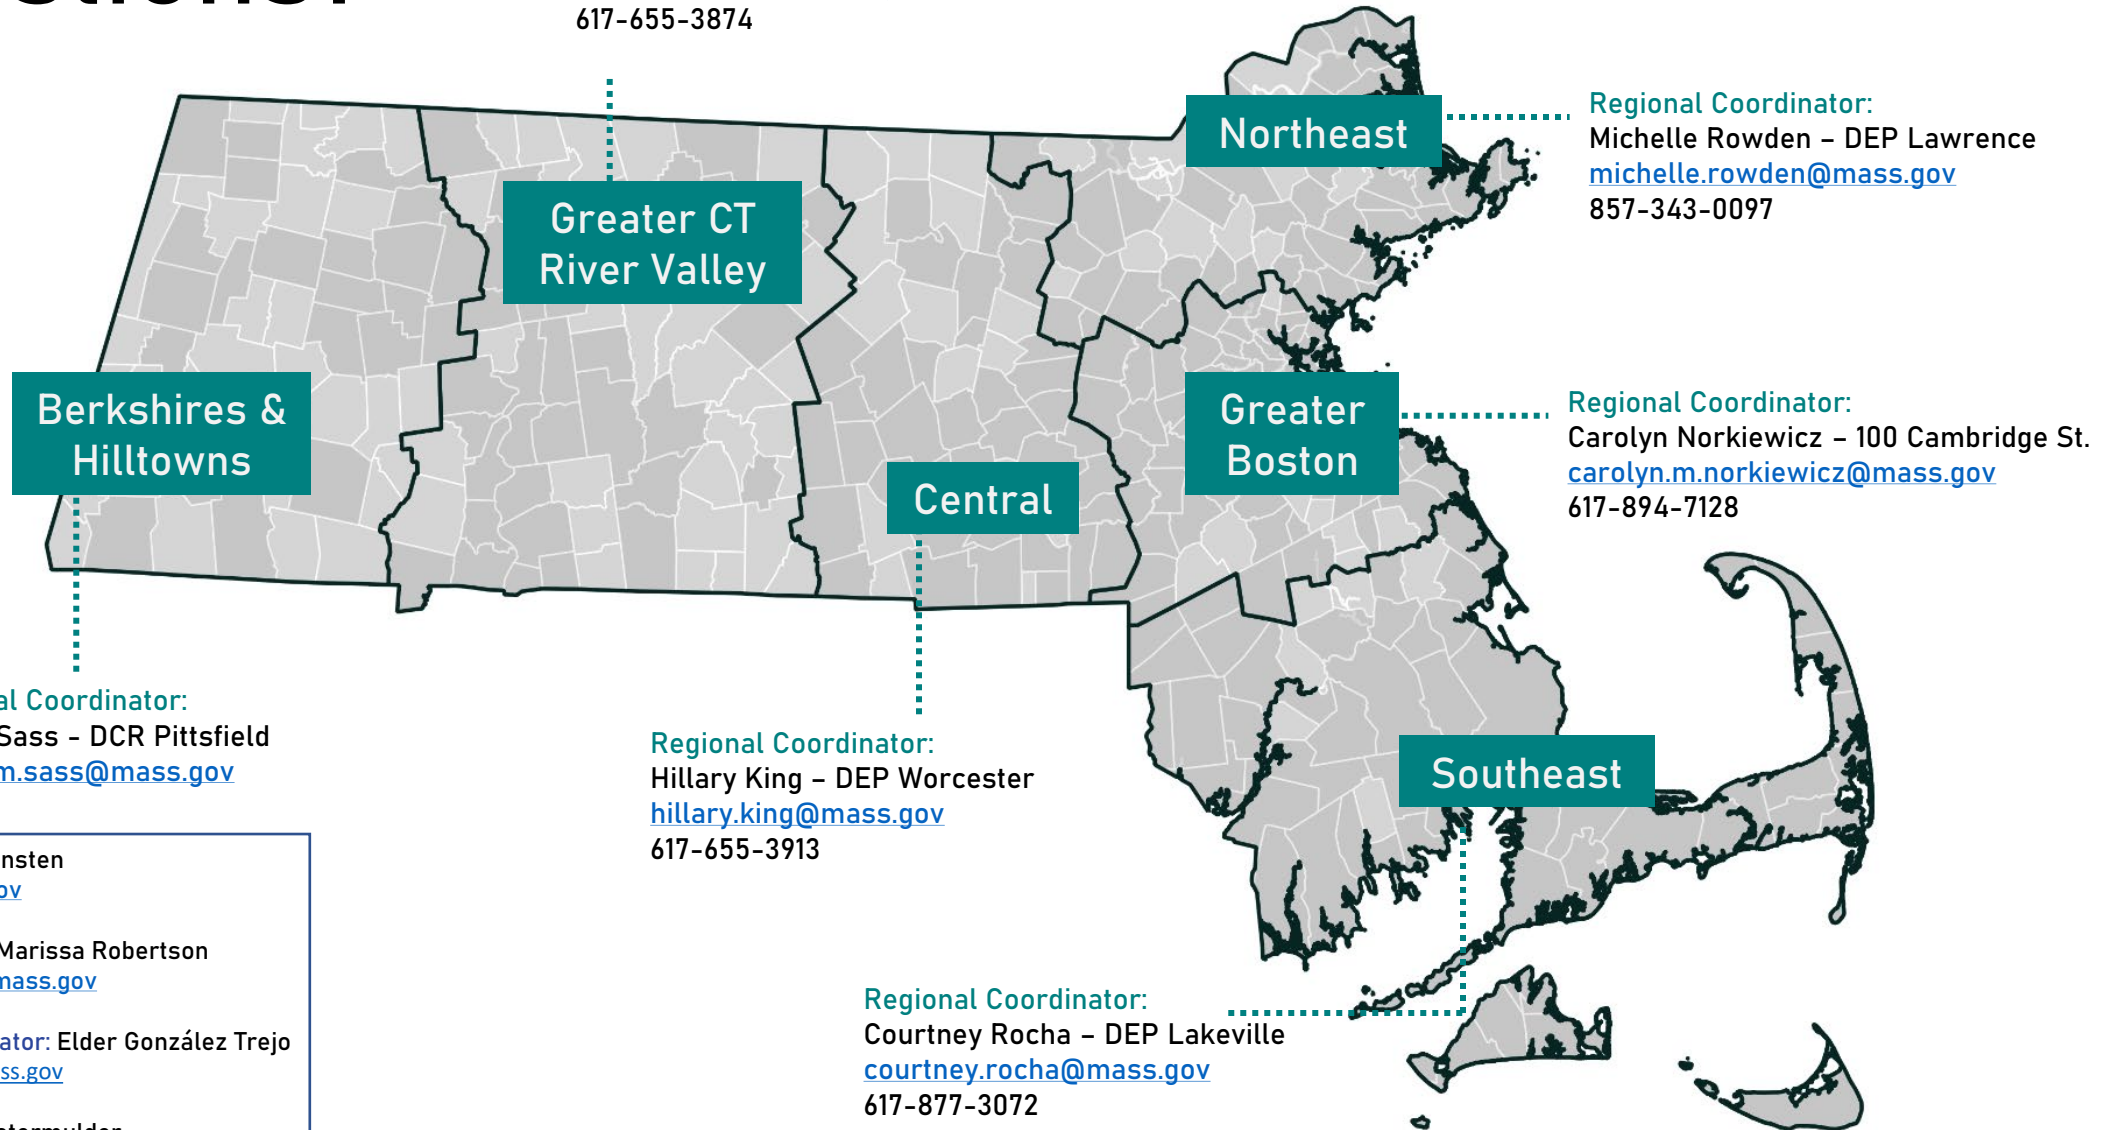 617-655-3874
Northeast
Regional Coordinator:
Michelle Rowden – DEP Lawrence
michelle.rowden@mass.gov
857-343-0097
Greater CT
River Valley
Berkshires &
Hilltowns
Greater
Boston
Regional Coordinator:
Carolyn Norkiewicz – 100 Cambridge St.
carolyn.m.norkiewicz@mass.gov
617-894-7128
Central
al Coordinator:
Sass - DCR Pittsfield
m.sass@mass.gov
Regional Coordinator:
Hillary King – DEP Worcester
hillary.king@mass.gov
617-655-3913
Southeast
nsten
ov
Marissa Robertson
mass.gov
ator: Elder González Trejo
ss.gov
Regional Coordinator:
Courtney Rocha – DEP Lakeville
courtney.rocha@mass.gov
617-877-3072